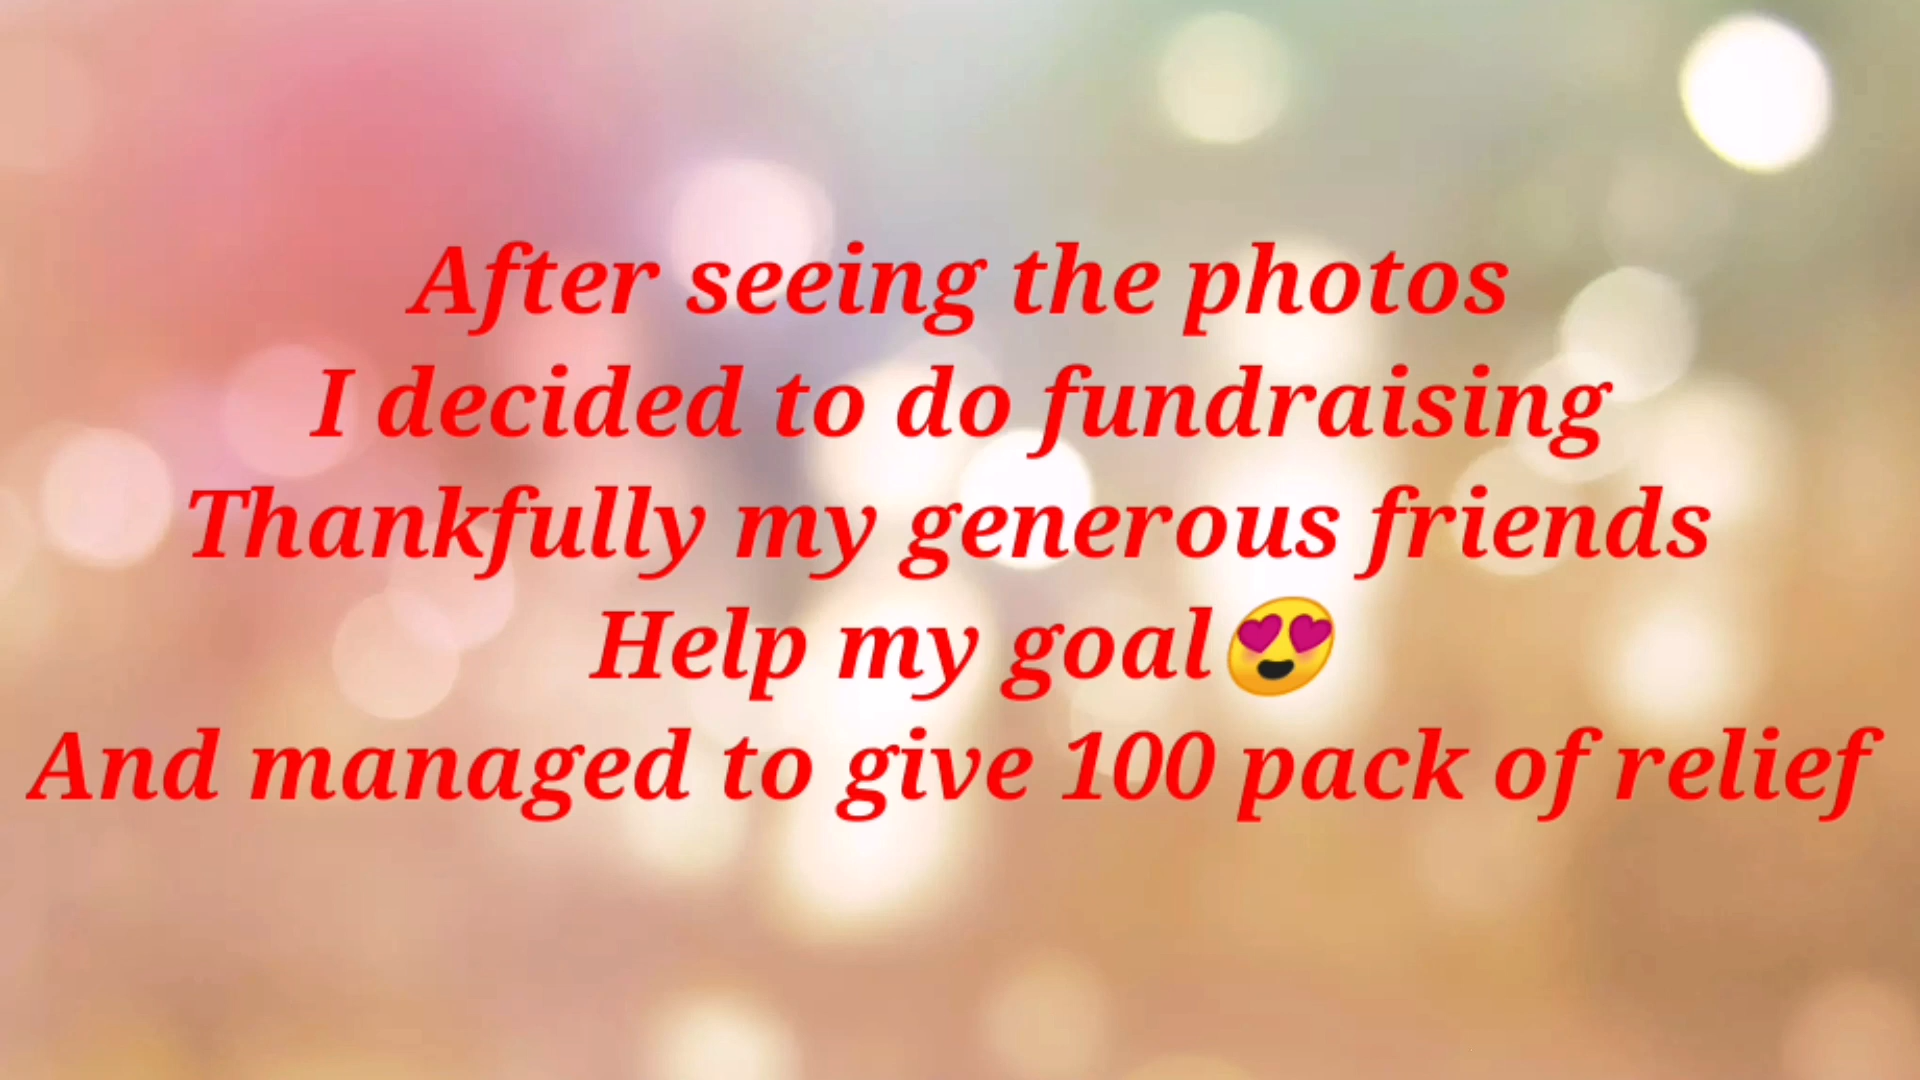 After seeing the photos
I decided to do fundraising
Thankfully my generous friends
Help my goal😍
And managed to give 100 pack of relief